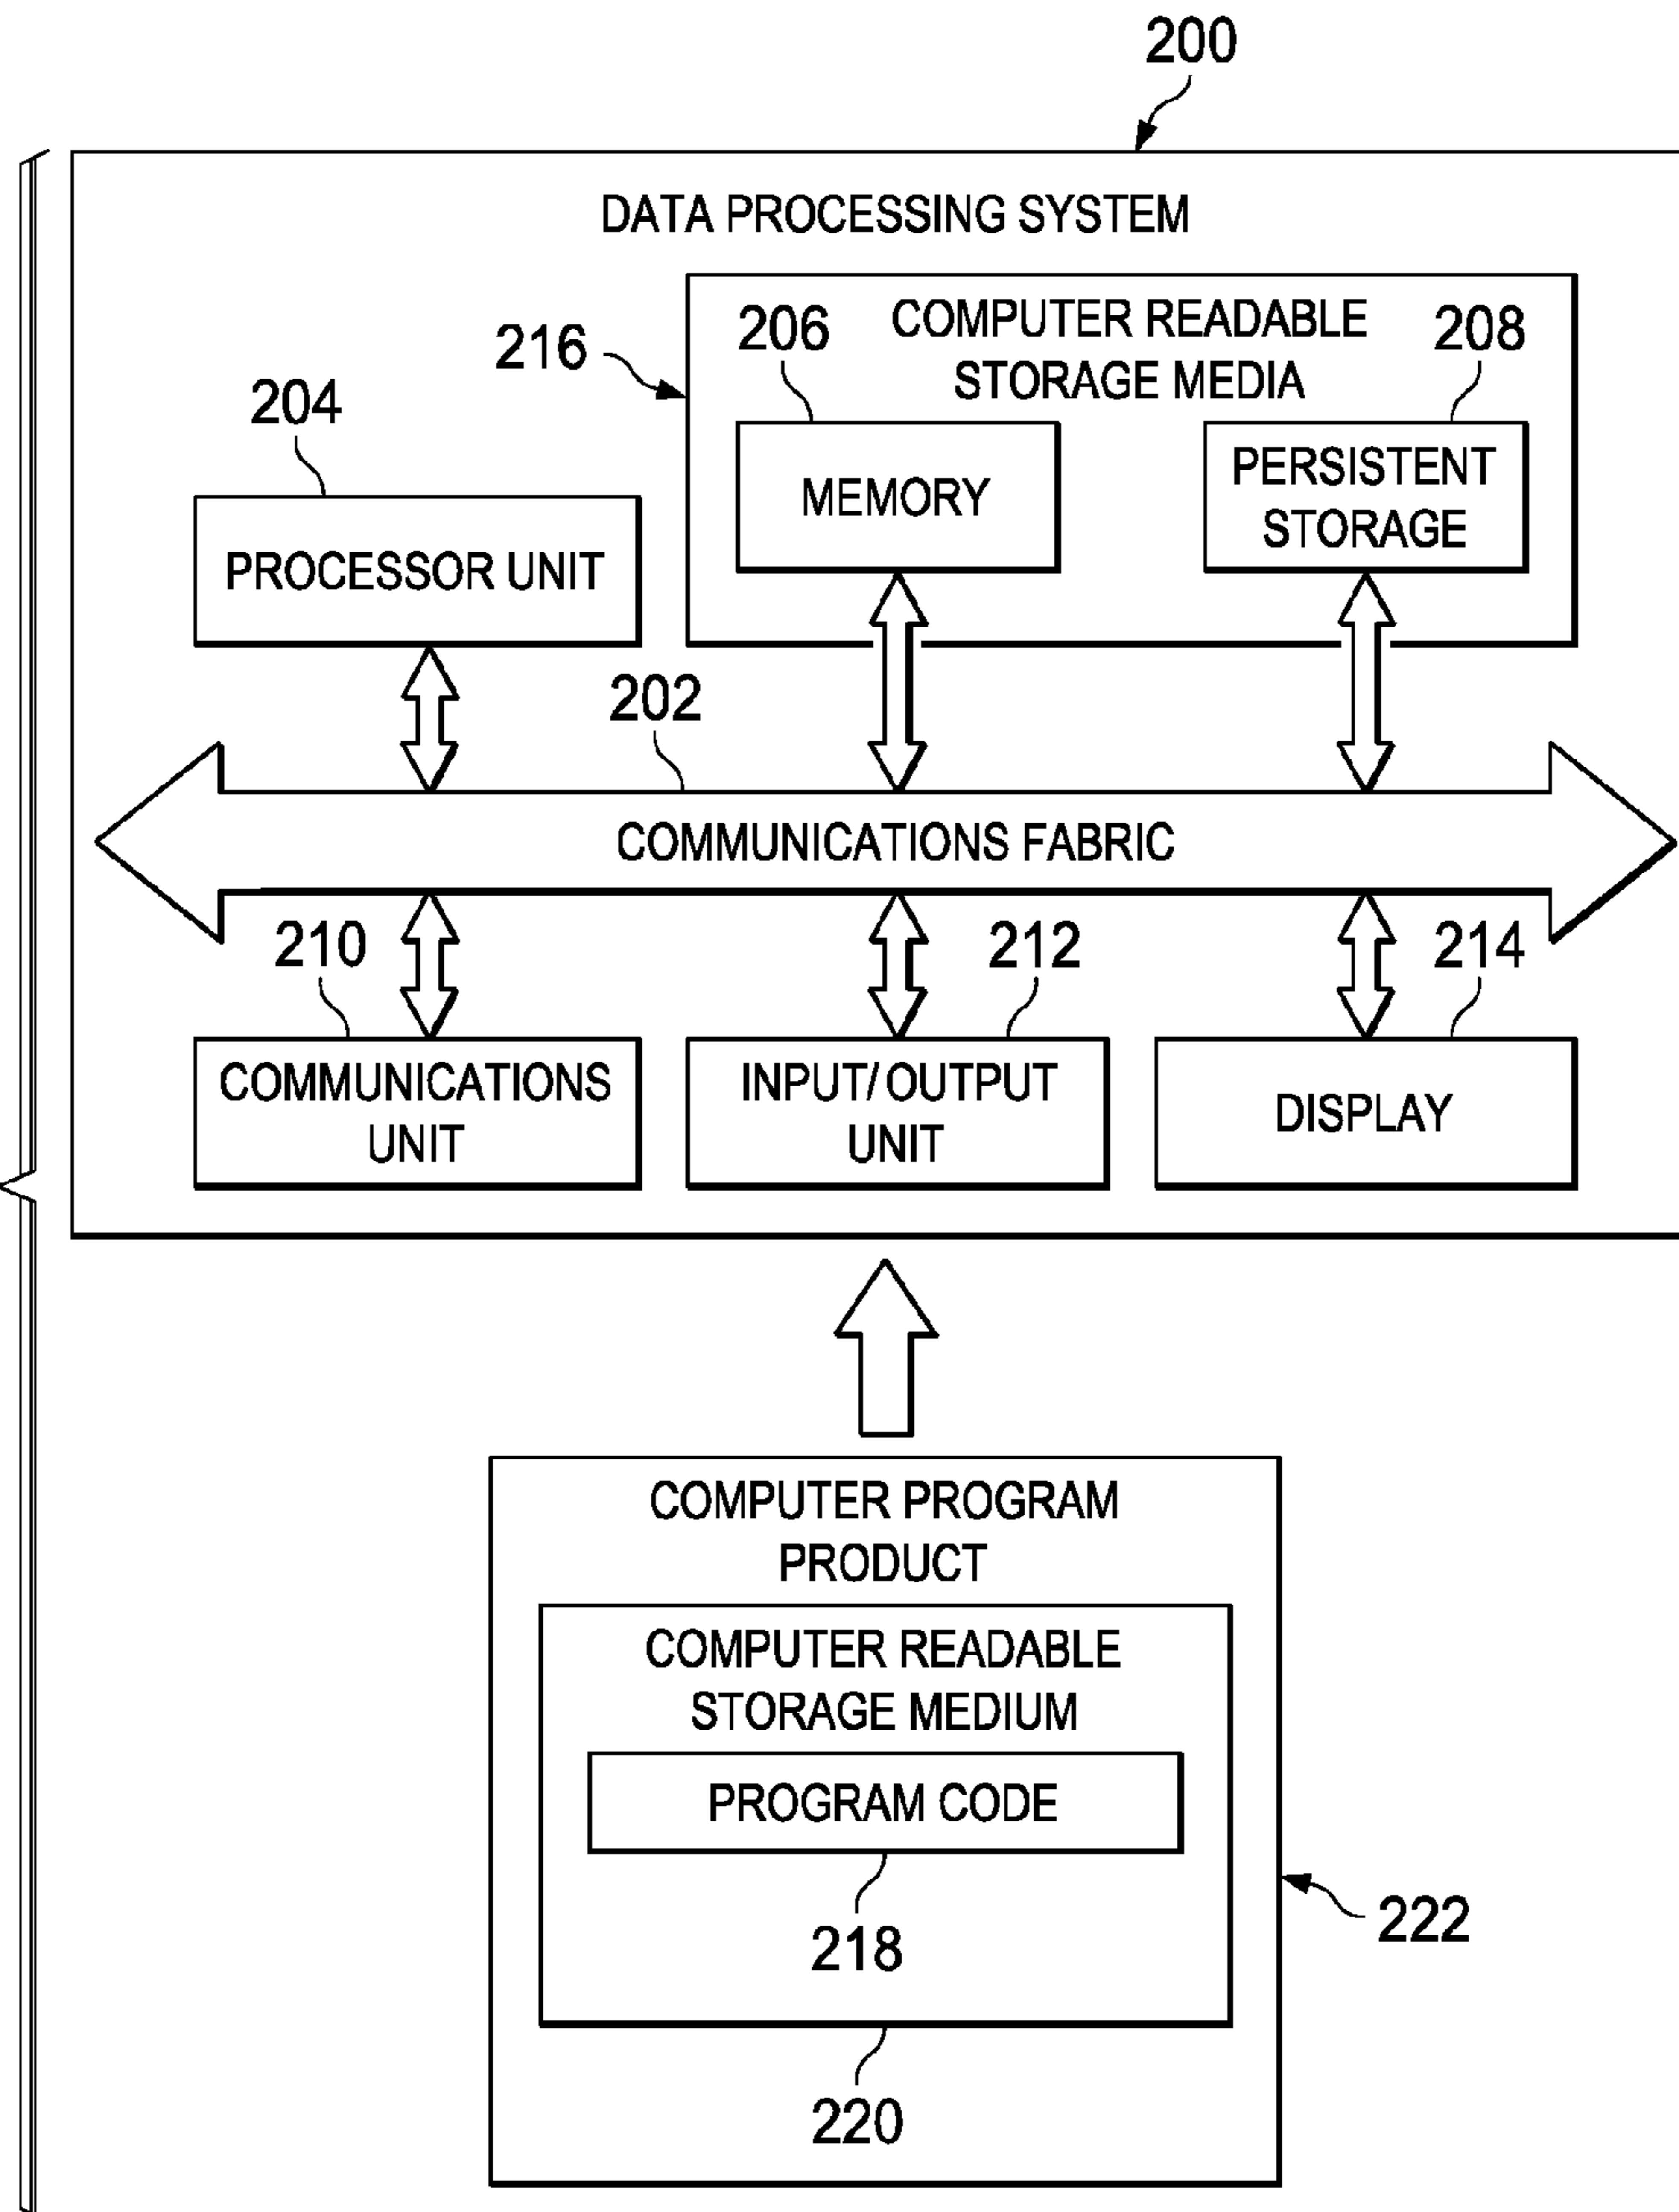 200
DATA PROCESSING SYSTEM
216
206
COMPUTER READABLE
STORAGE MEDIA
208
204
MEMORY
PERSISTENT
STORAGE
PROCESSOR UNIT
202
COMMUNICATIONS FABRIC
210
212
214
COMMUNICATIONS
UNIT
INPUT/OUTPUT
UNIT
DISPLAY
COMPUTER PROGRAM
PRODUCT
COMPUTER READABLE
STORAGE MEDIUM
PROGRAM CODE
218
222
220